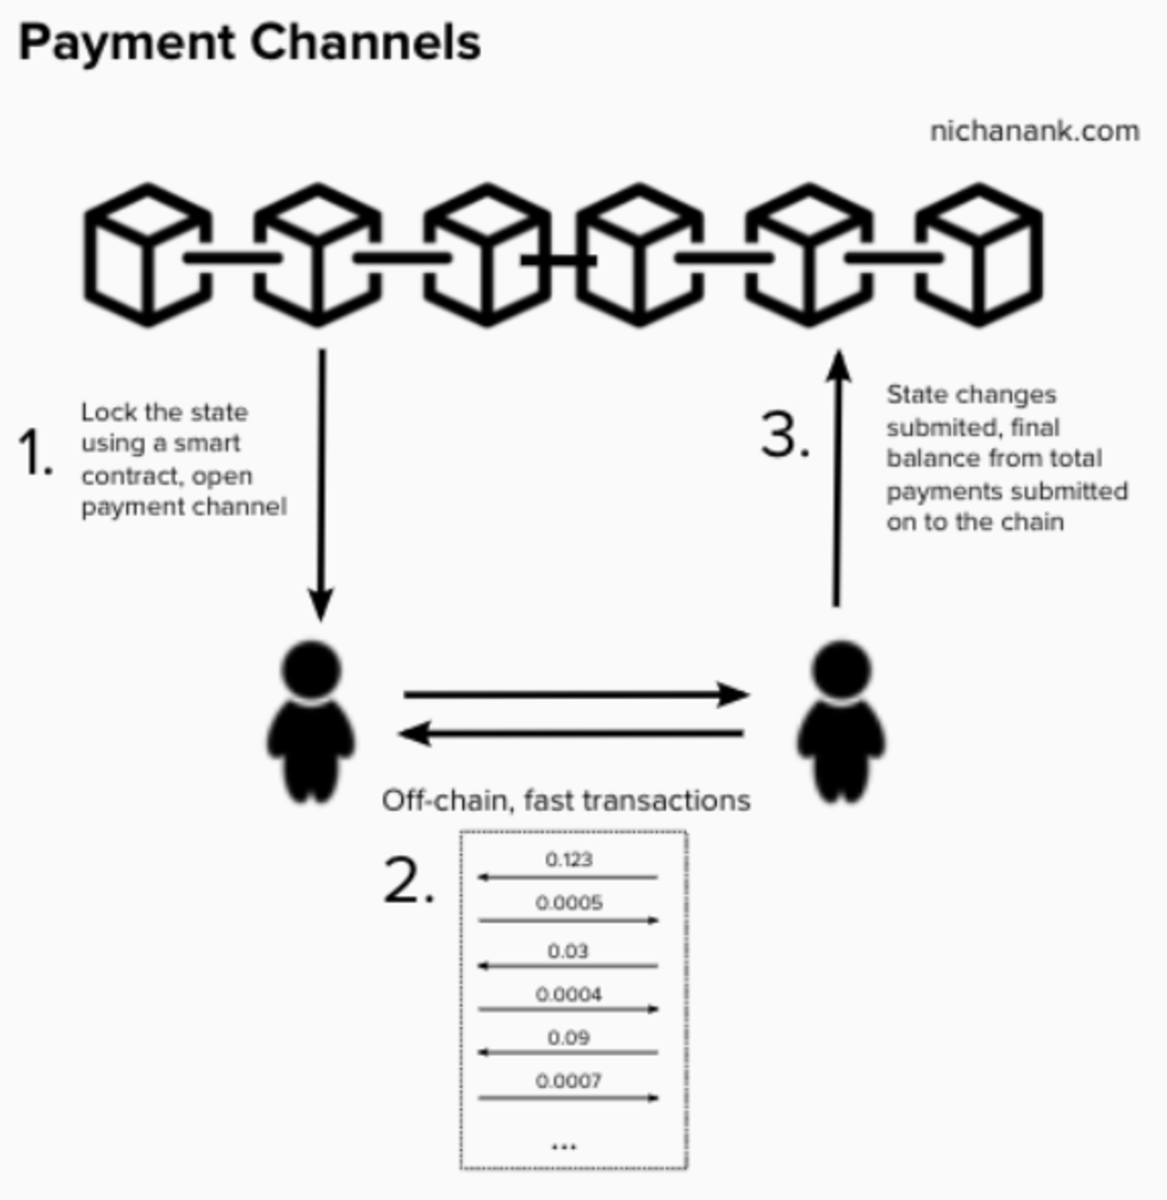 Payment Channels
nichanank.com
1.
Lock the state
using a smart
contract, open
payment channel
3.
State changes
submited, final
balance from total
payments submitted
on to the chain
Off-chain, fast transactions
2.
0.123
0.0005
0.03
0.0004
0.09
0.0007
...